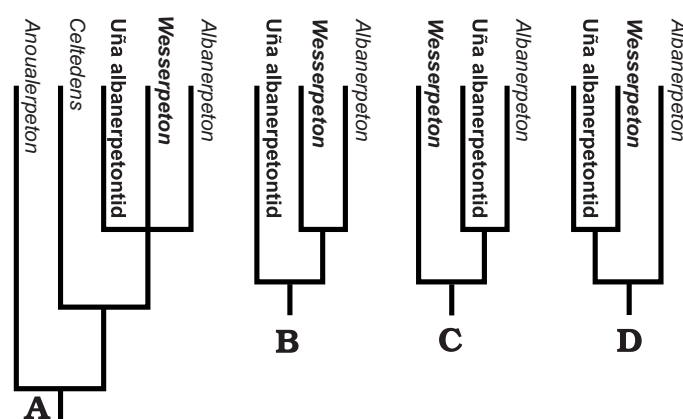 Anoualerpeton
Celtedens
Uña albanerpetontid
Wesserpeton
Albanerpeton
Uña albanerpetontid
Wesserpeton
Albanerpeton
Wesserpeton
Uña albanerpetontid
Albanerpeton
Uña albanerpetontid
Wesserpeton
Albanerpeton
A
B
C
D